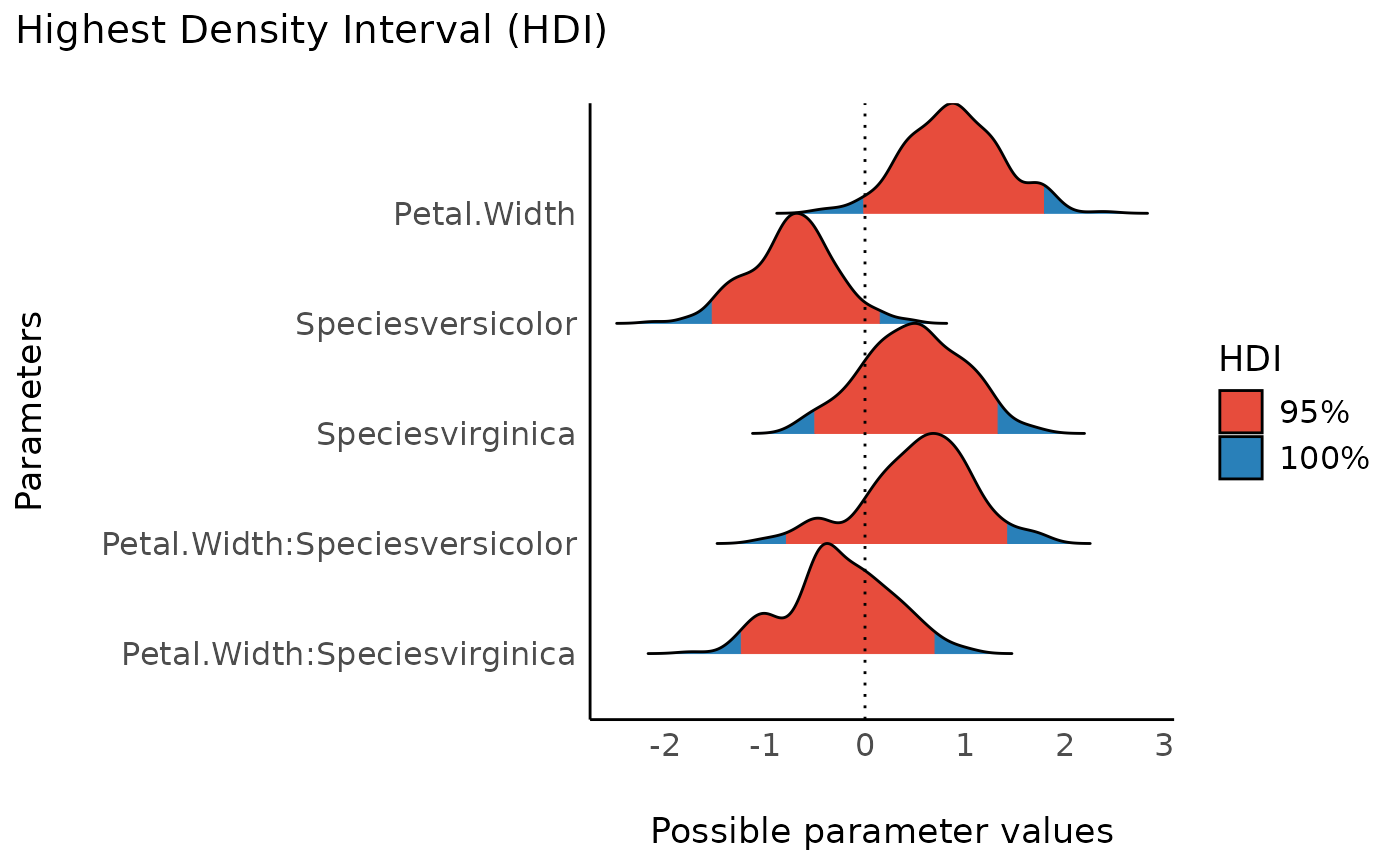 Highest Density Interval (HDI)
Parameters
Petal.Width
Speciesversicolor
Speciesvirginica
Petal.Width:Speciesversicolor
Petal.Width:Speciesvirginica
-2 -1 0 1 2 3
Possible parameter values
HDI
95%
100%